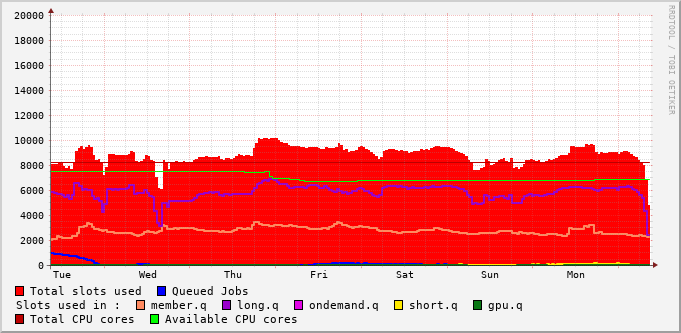 20000
18000
16000
14000
12000
10000
8000
6000
4000
2000
0
Tue Wed Thu Fri Sat Sun Mon
Total slots used Queued Jobs
Slots used in : member.q long.q ondemand.q short.q gpu.q
Total CPU cores Available CPU cores
RRDTOOL / TOBI OETIKER